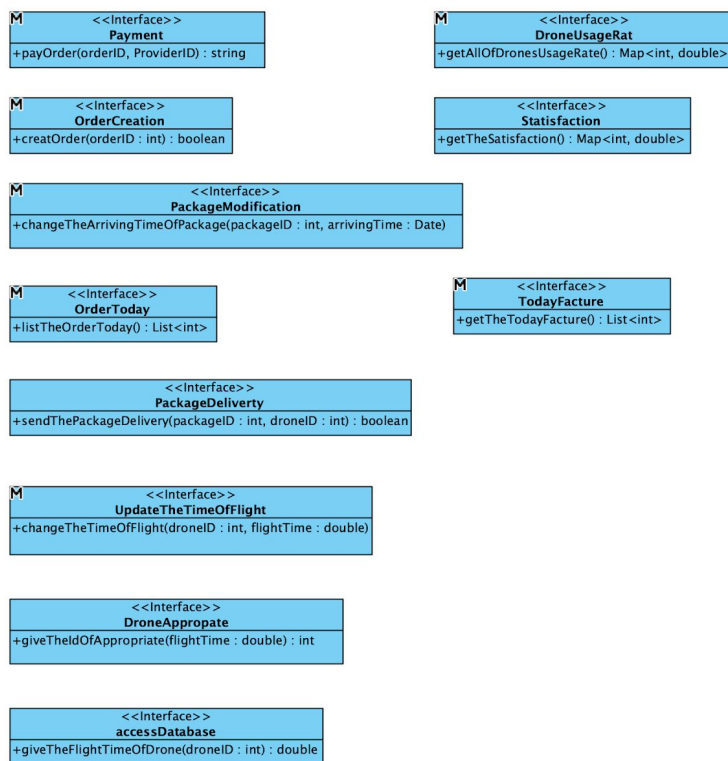 M
<<Interface>>
Payment
+payOrder(orderID, ProviderID) : string
M
<<Interface>>
DroneUsageRat
+getAllOfDronesUsageRate() : Map<int, double>
M
<<Interface>>
OrderCreation
+creatOrder(orderID : int) : boolean
<<Interface>>
Statisfaction
+getTheSatisfaction() : Map<int, double>
M
<<Interface>>
PackageModification
+changeTheArrivingTimeOfPackage(packageID : int, arrivingTime : Date)
M
<<Interface>>
OrderToday
+listTheOrderToday() : List<int>
M
<<Interface>>
TodayFacture
+getTheTodayFacture() : List<int>
<<Interface>>
PackageDeliverty
+sendThePackageDelivery(packageID : int, droneID : int) : boolean
M
<<Interface>>
UpdateTheTimeOfFlight
+changeTheTimeOfFlight(droneID : int, flightTime : double)
<<Interface>>
DroneAppropate
+giveTheIdOfAppropriate(flightTime : double) : int
<<Interface>>
accessDatabase
+giveTheFlightTimeOfDrone(droneID : int) : double